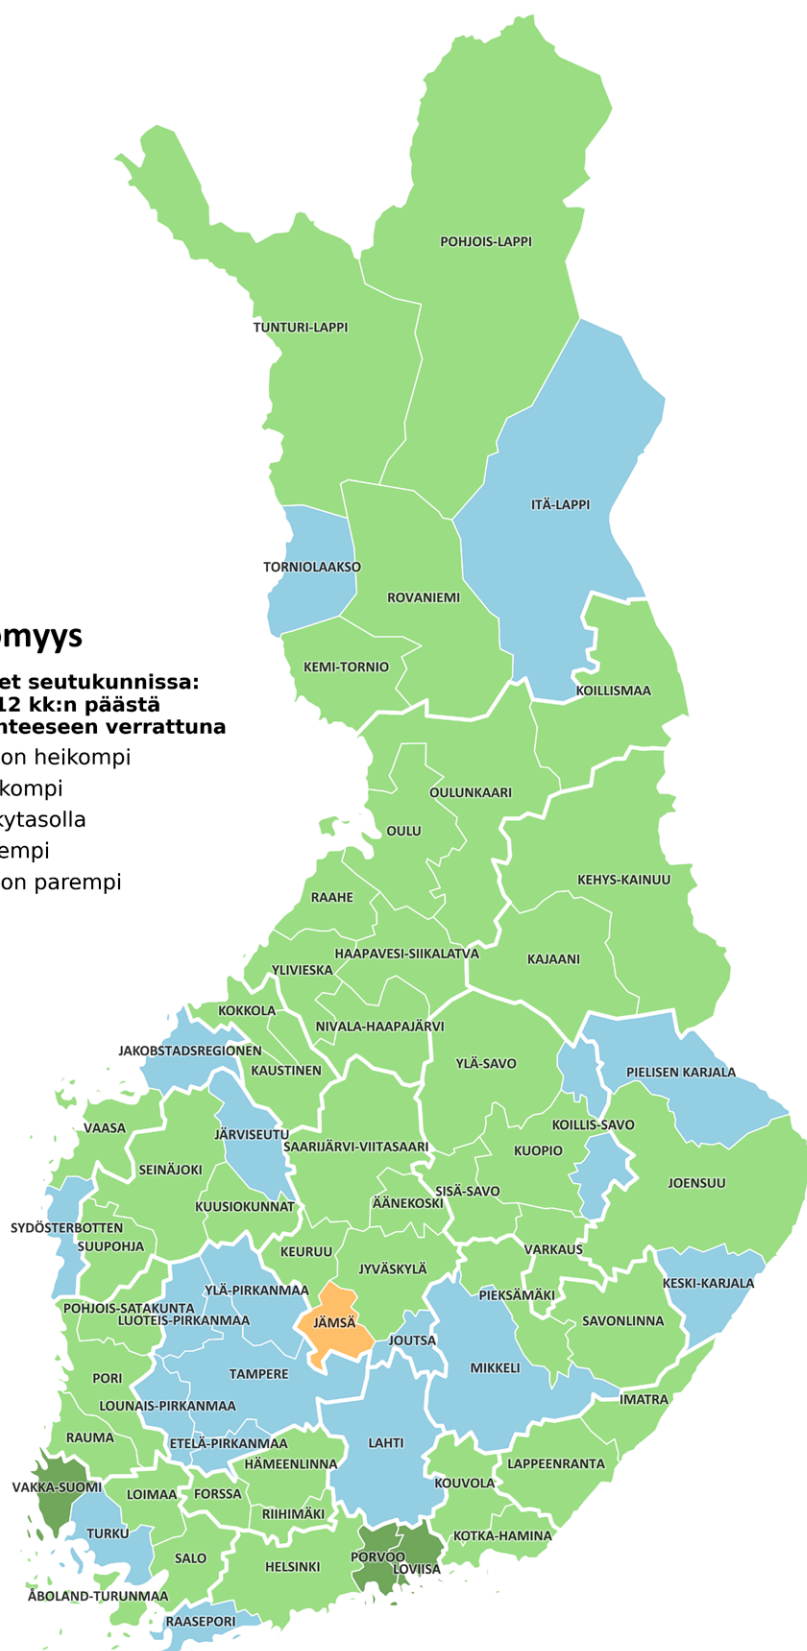 POHJOIS-LAPPI
TUNTURI-LAPPI
ITÄ-LAPPI
TORNIOLAAKSO
ROVANIEMI
omyys
KEMI-TORNIO
et seutukunnissa:
KOILLISMAA
12 kk:n päästä
nteeseen verrattuna
on heikompi
kompi
OULUNKAARI
kytasolla
OULU
empi
KEHYS-KAINUU
on parempi
RAAHE
HAAPAVESI-SIIKALATVA
KAJAANI
YLIVIESKA
KOKKOLA
NIVALA-HAAPAJÄRVI
JAKOBSTADSREGIONEN
YLÄ-SAVO
KAUSTINEN
PIELISEN KARJALA
VAASA
KOILLIS-SAVO
JÄRVISEUTU
SAARIJÄRVI-VIITASAARI
KUOPIO
SEINÄJOKI
JOENSUU
SISÄ-SAVO
ÄÄNEKOSKI
KUUSIOKUNNAT
SYDÖSTERBOTTEN
SUUPOHJA
VARKAUS
KEURUU
JYVÄSKYLÄ
KESKI-KARJALA
YLÄ-PIRKANMAA
PIEKSÄMÄKI
POHJOIS-SATAKUNTA
LUOTEIS-PIRKANMAA
JÄMSÄ
SAVONLINNA
JOUTSA
MIKKELI
TAMPERE
PORI
IMATRA
LOUNAIS-PIRKANMAA
RAUMA
ETELÄ-PIRKANMAA
LAHTI
HÄMEENLINNA
LAPPEENRANTA
KOUVOLA
VAKKA-SUOMI
LOIMAA
FORSSA
RIIHIMÄKI
TURKU
KOTKA-HAMINA
SALO
PORVOO
HELSINKI
LOVIISA
ÅBOLAND-TURUNMAA
RAASEPORI